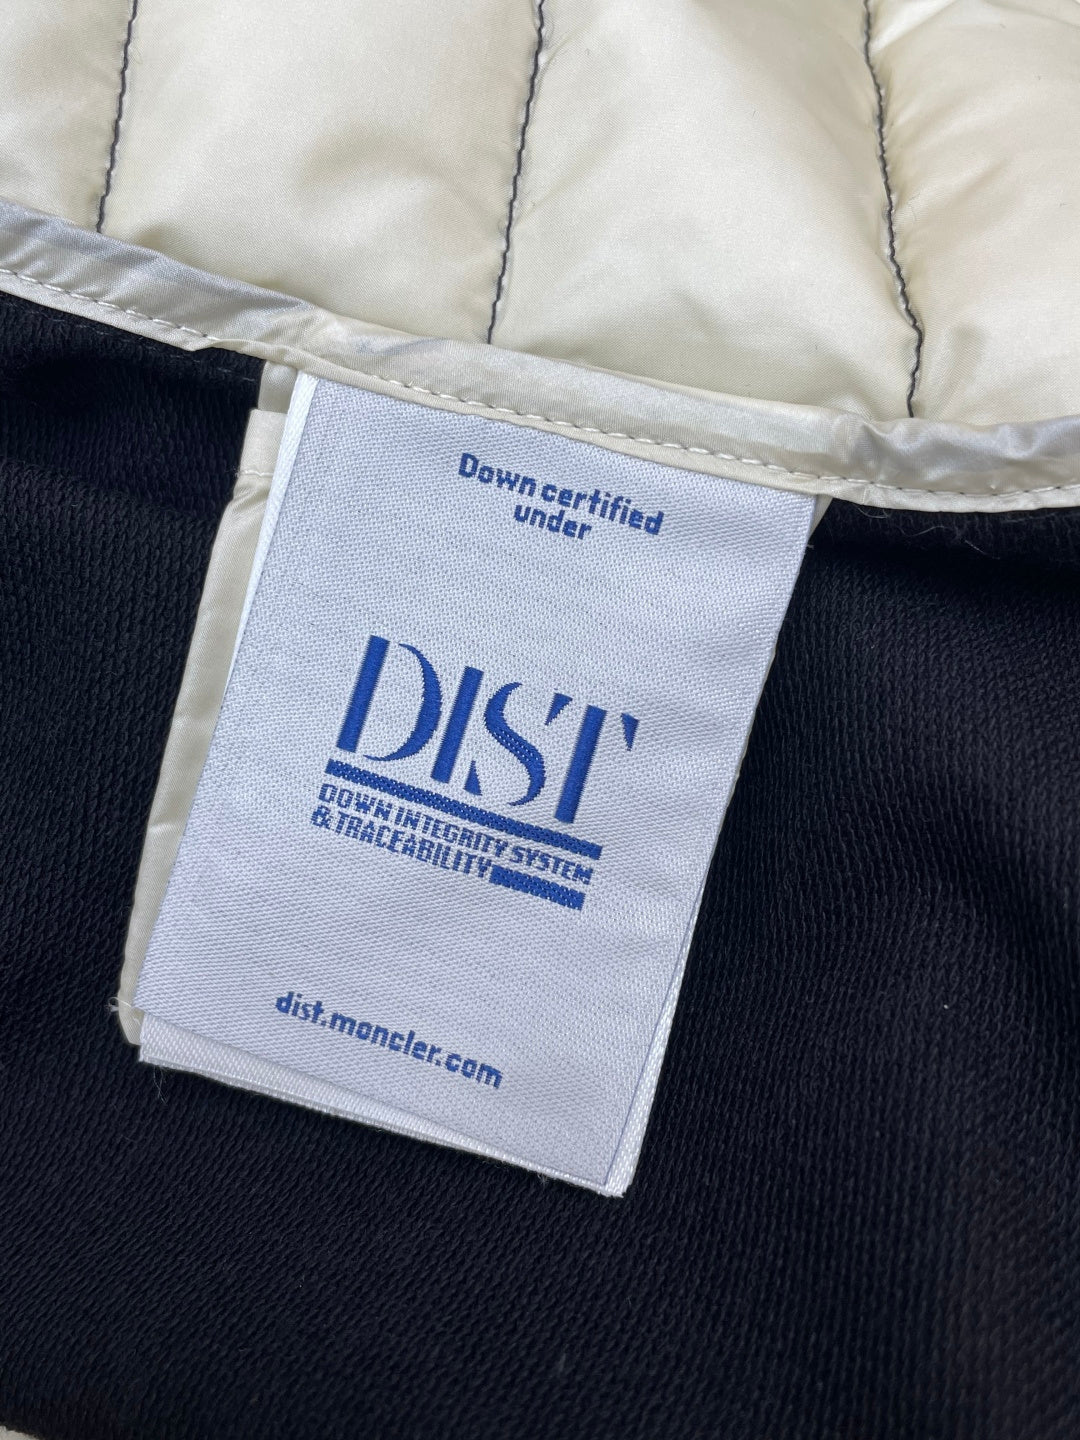 Down certified
under
DIST
DOWN INTEGRITY SYSTEM
& TRACEABILITY
dist.moncler.com